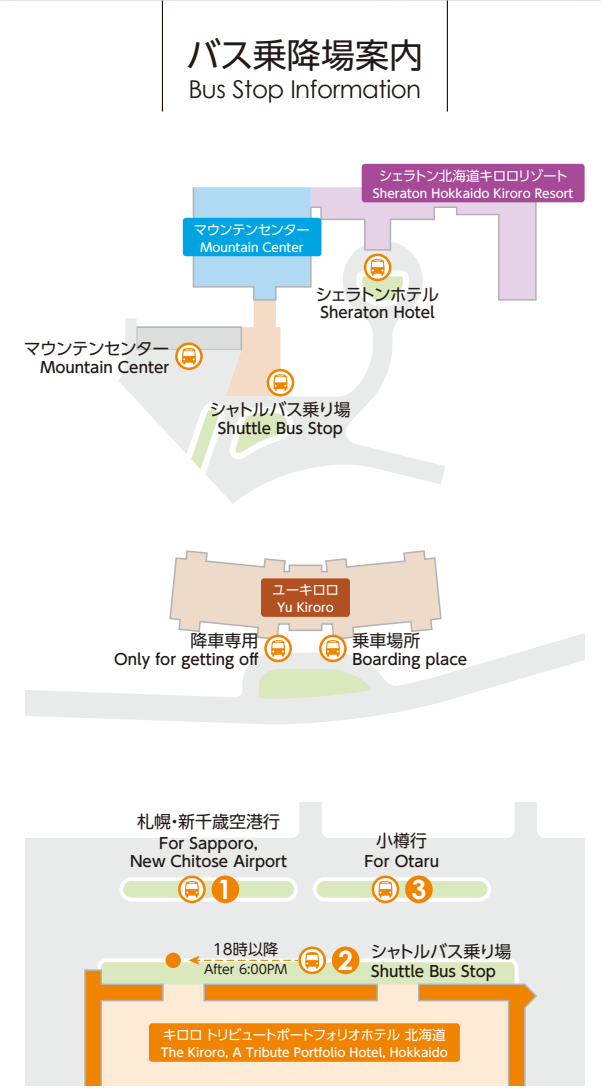 バス乗降場案内
Bus Stop Information
シェラトン北海道キロロリゾート
Sheraton Hokkaido Kiroro Resort
マウンテンセンター
Mountain Center
シェラトンホテル
Sheraton Hotel
マウンテンセンター
Mountain Center
シャトルバス乗り場
Shuttle Bus Stop
ユーキロロ
Yu Kiroro
降車専用
Only for getting off
乗車場所
Boarding place
札幌・新千歳空港行
For Sapporo,
New Chitose Airport
1
小樽行
For Otaru
3
18時以降
After 6:00PM
2
シャトルバス乗り場
Shuttle Bus Stop
キロロ トリビュートポートフォリオホテル 北海道
The Kiroro, A Tribute Portfolio Hotel, Hokkaido